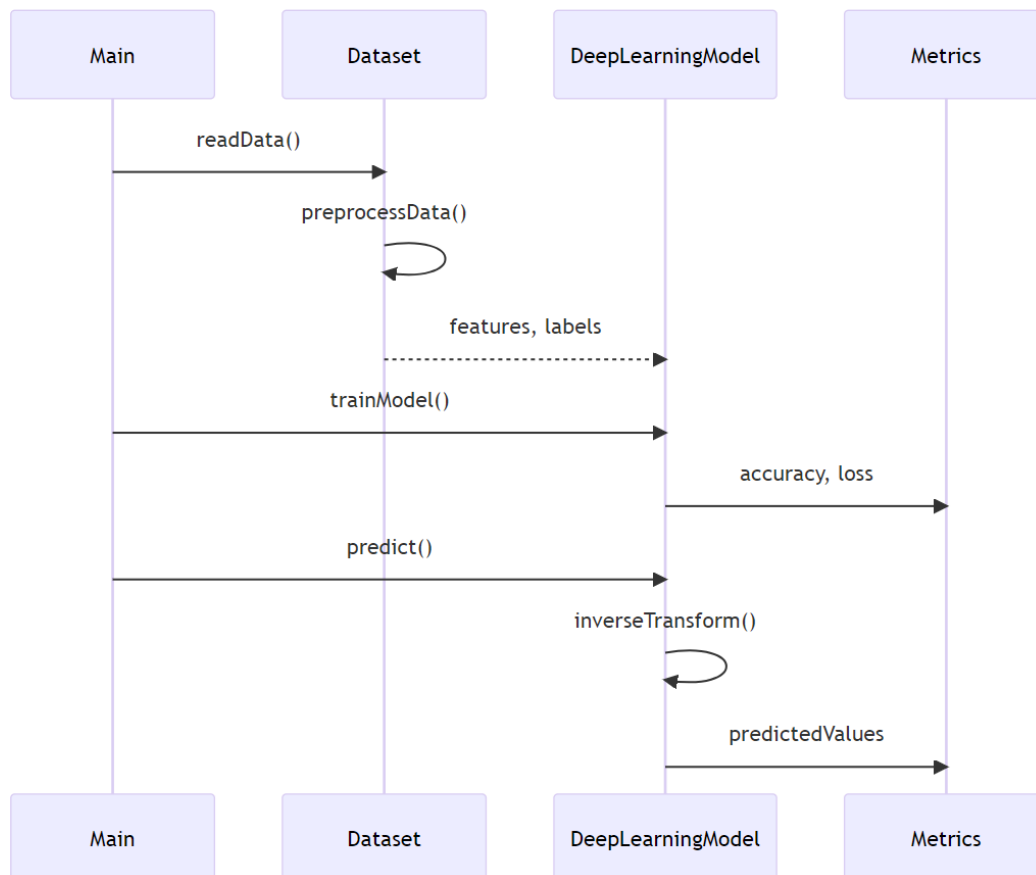 Main Dataset DeepLearningModel Metrics
readData()
preprocessData()
features, labels
trainModel()
accuracy, loss
predict()
inverseTransform()
predictedValues
Main Dataset DeepLearningModel Metrics